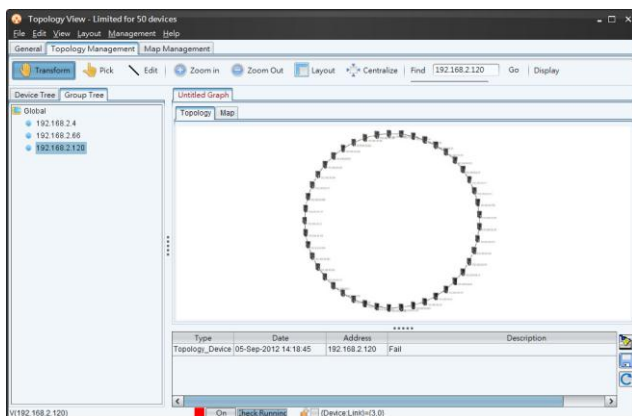 Topology View - Limited for 50 devices
File Edit View Layout Management Help
General Topology Management Map Management
Transform Pick Edit Zoom in Zoom Out Layout Centralize Find 192.168.2.120 Go Display
Device Tree Group Tree
Untitled Graph
Global
Topology Map
192.168.2.4
192.168.2.66
192.168.2.120
Type Date Address Description
Topology_Device 05-Sep-2012 14:18:45 192.168.2.120 Fail
V(192.168.2.120) On Check Running (Device:Link)=(3,0)